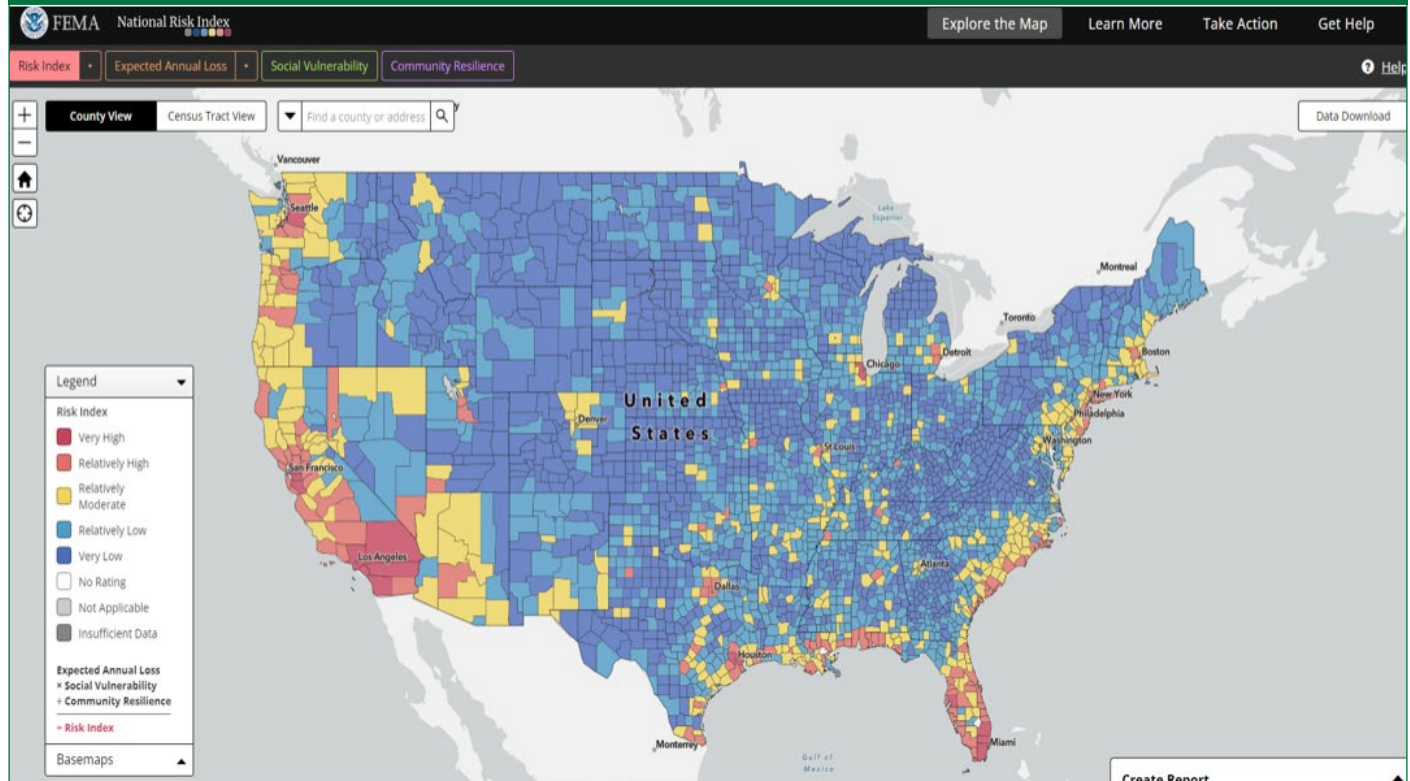 FEMA National Risk Index
Explore the Map
Learn More
Take Action
Get Help
Risk Index
Expected Annual Loss
Social Vulnerability
Community Resilience
? Help
+
County View
Census Tract View
Find a county or address
y
Data Download
−
Vancouver
Seattle
Lake
Superior
Montreal
Toronto
Detroit
Boston
Chicago
New York
Philadelphia
United
States
Denver
St Louis
Washington
San Francisco
Los Angeles
Atlanta
Dallas
Houston
Miami
Monterrey
Gulf of
Mexico
Legend
Risk Index
Very High
Relatively High
Relatively
Moderate
Relatively Low
Very Low
No Rating
Not Applicable
Insufficient Data
Expected Annual Loss
× Social Vulnerability
÷ Community Resilience
= Risk Index
Basemaps
Create Report